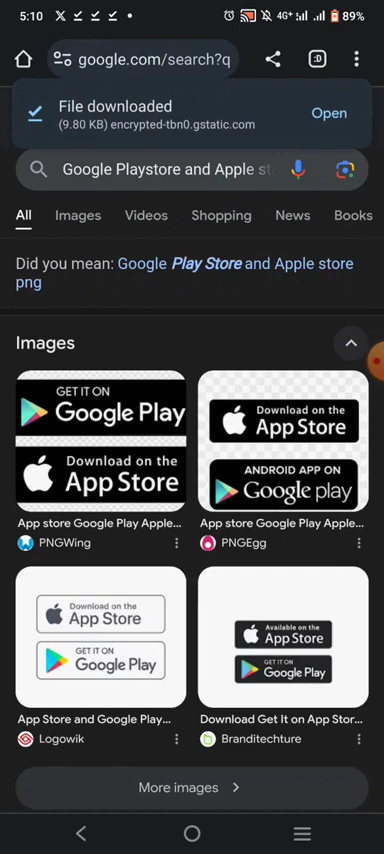 5:10
4G+
89%
google.com/search?q
:D
File downloaded
(9.80 KB) encrypted-tbn0.gstatic.com
Open
Google Playstore and Apple st
All Images Videos Shopping News Books
Did you mean: Google Play Store and Apple store
png
Images
GET IT ON
Google Play
Download on the
App Store
App store Google Play Apple...
PNGWing
Download on the
App Store
ANDROID APP ON
Google play
App store Google Play Apple...
PNGEgg
Download on the
App Store
GET IT ON
Google Play
App Store and Google Play...
Logowik
Available on the
App Store
GET IT ON
Google Play
Download Get It on App Stor...
Branditechture
More images